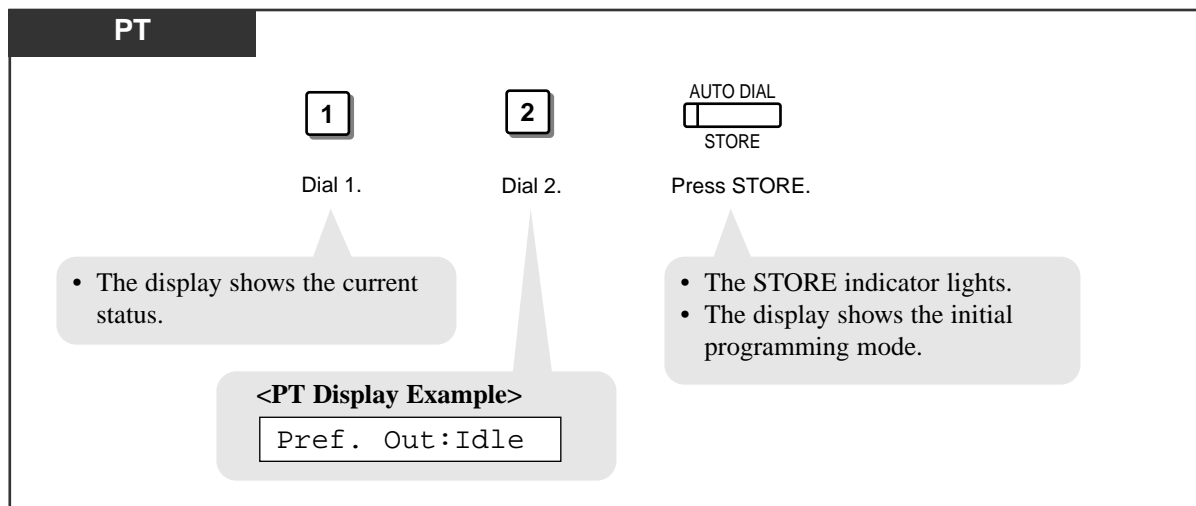 PT
1
2
AUTO DIAL
STORE
Dial 1.
Dial 2.
Press STORE.
• The display shows the current
status.
• The STORE indicator lights.
• The display shows the initial
programming mode.
<PT Display Example>
Pref. Out:Idle